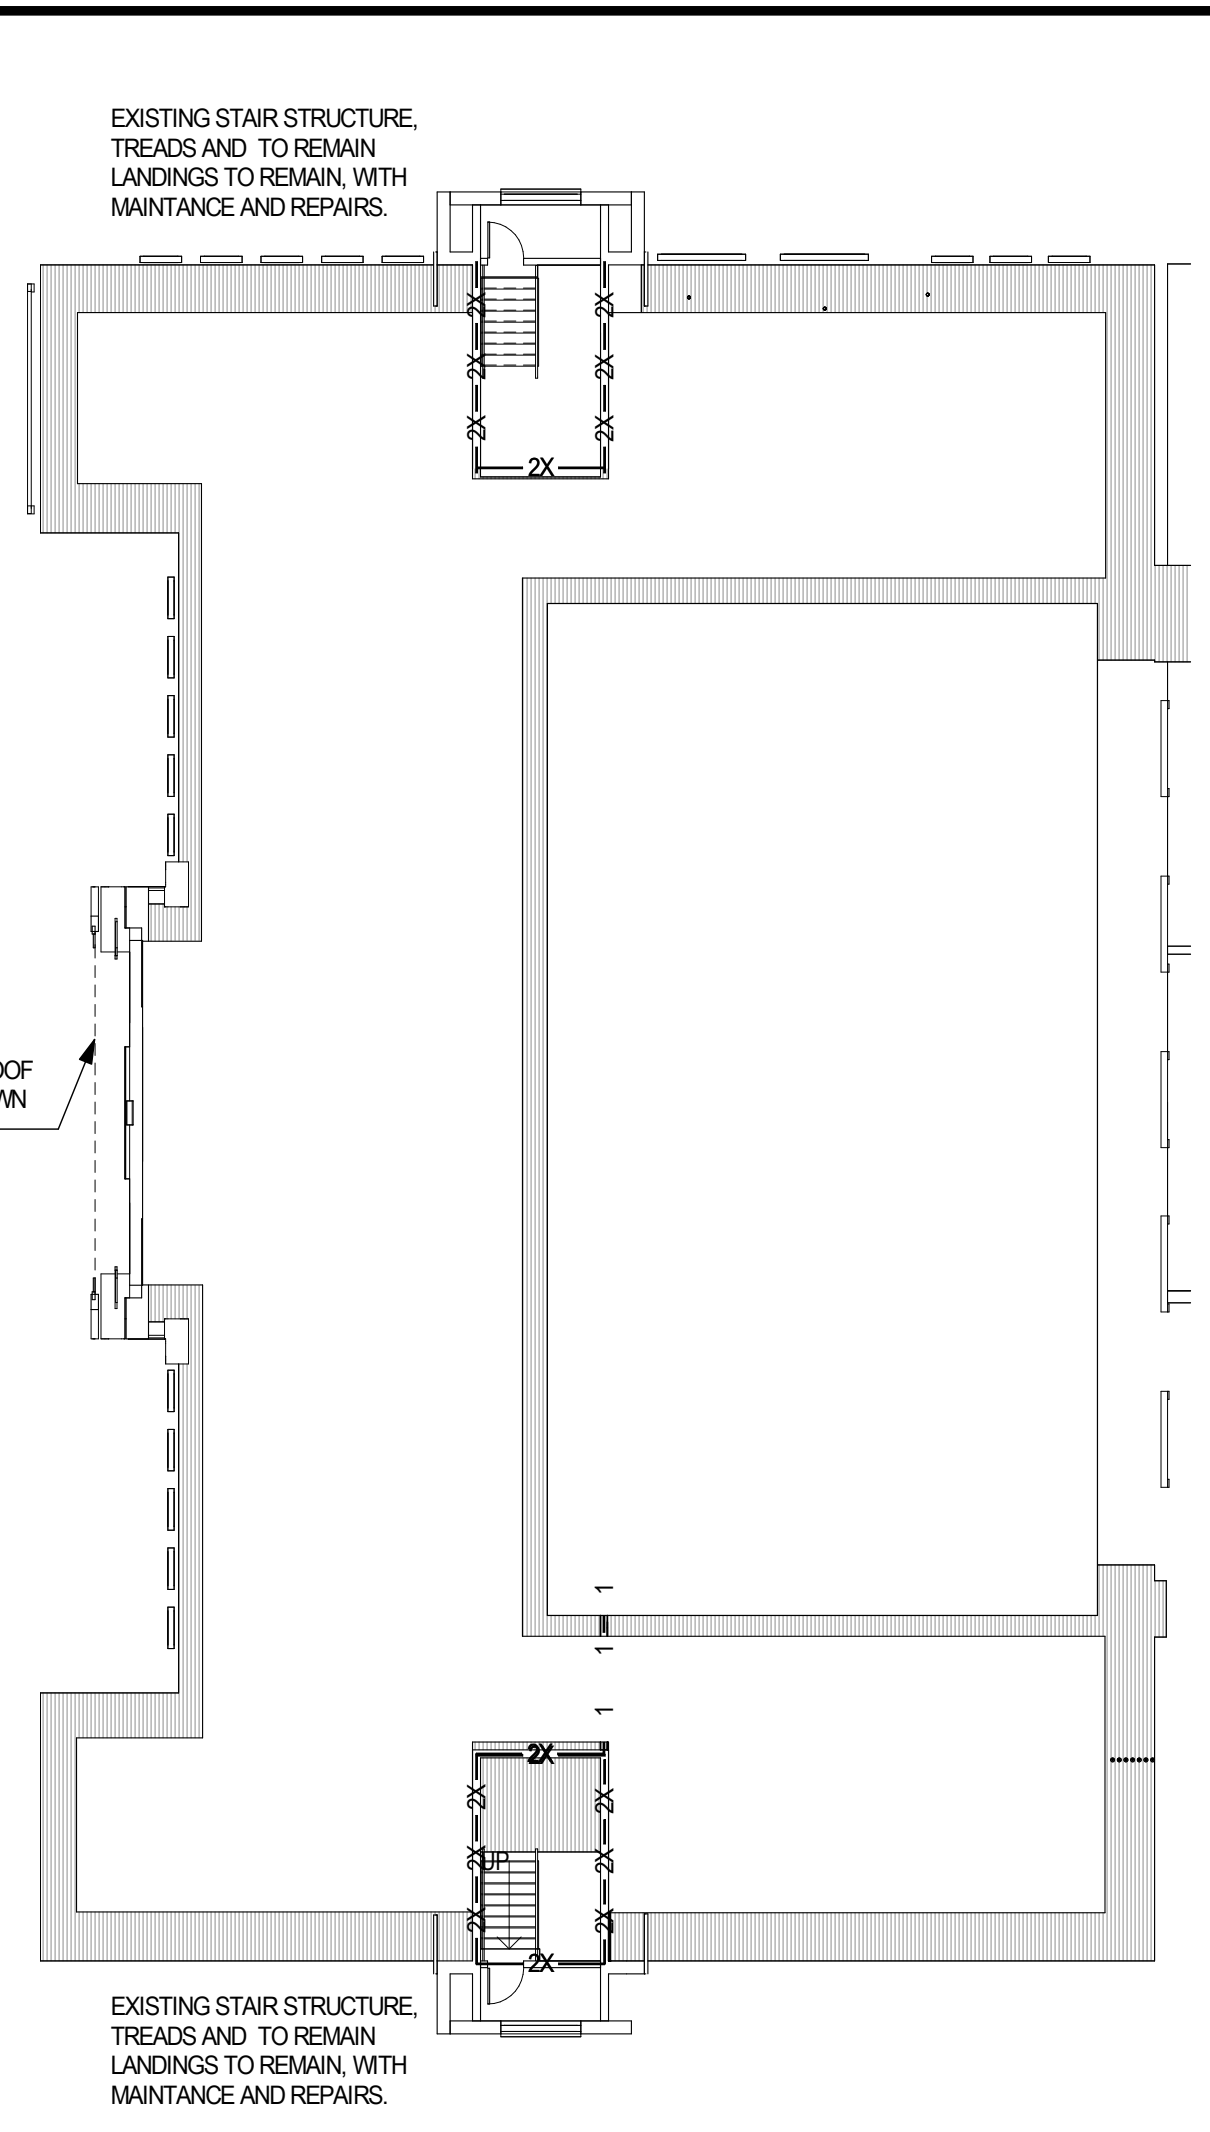 EXISTING STAIR STRUCTURE,
TREADS AND TO REMAIN
LANDINGS TO REMAIN, WITH
MAINTANCE AND REPAIRS.
2X
2X
2X
2X
2X
2X
2X
OOF
WN
1
1
1
2X
2X
2X
2X
2X
UP
2X
2X
2X
EXISTING STAIR STRUCTURE,
TREADS AND TO REMAIN
LANDINGS TO REMAIN, WITH
MAINTANCE AND REPAIRS.